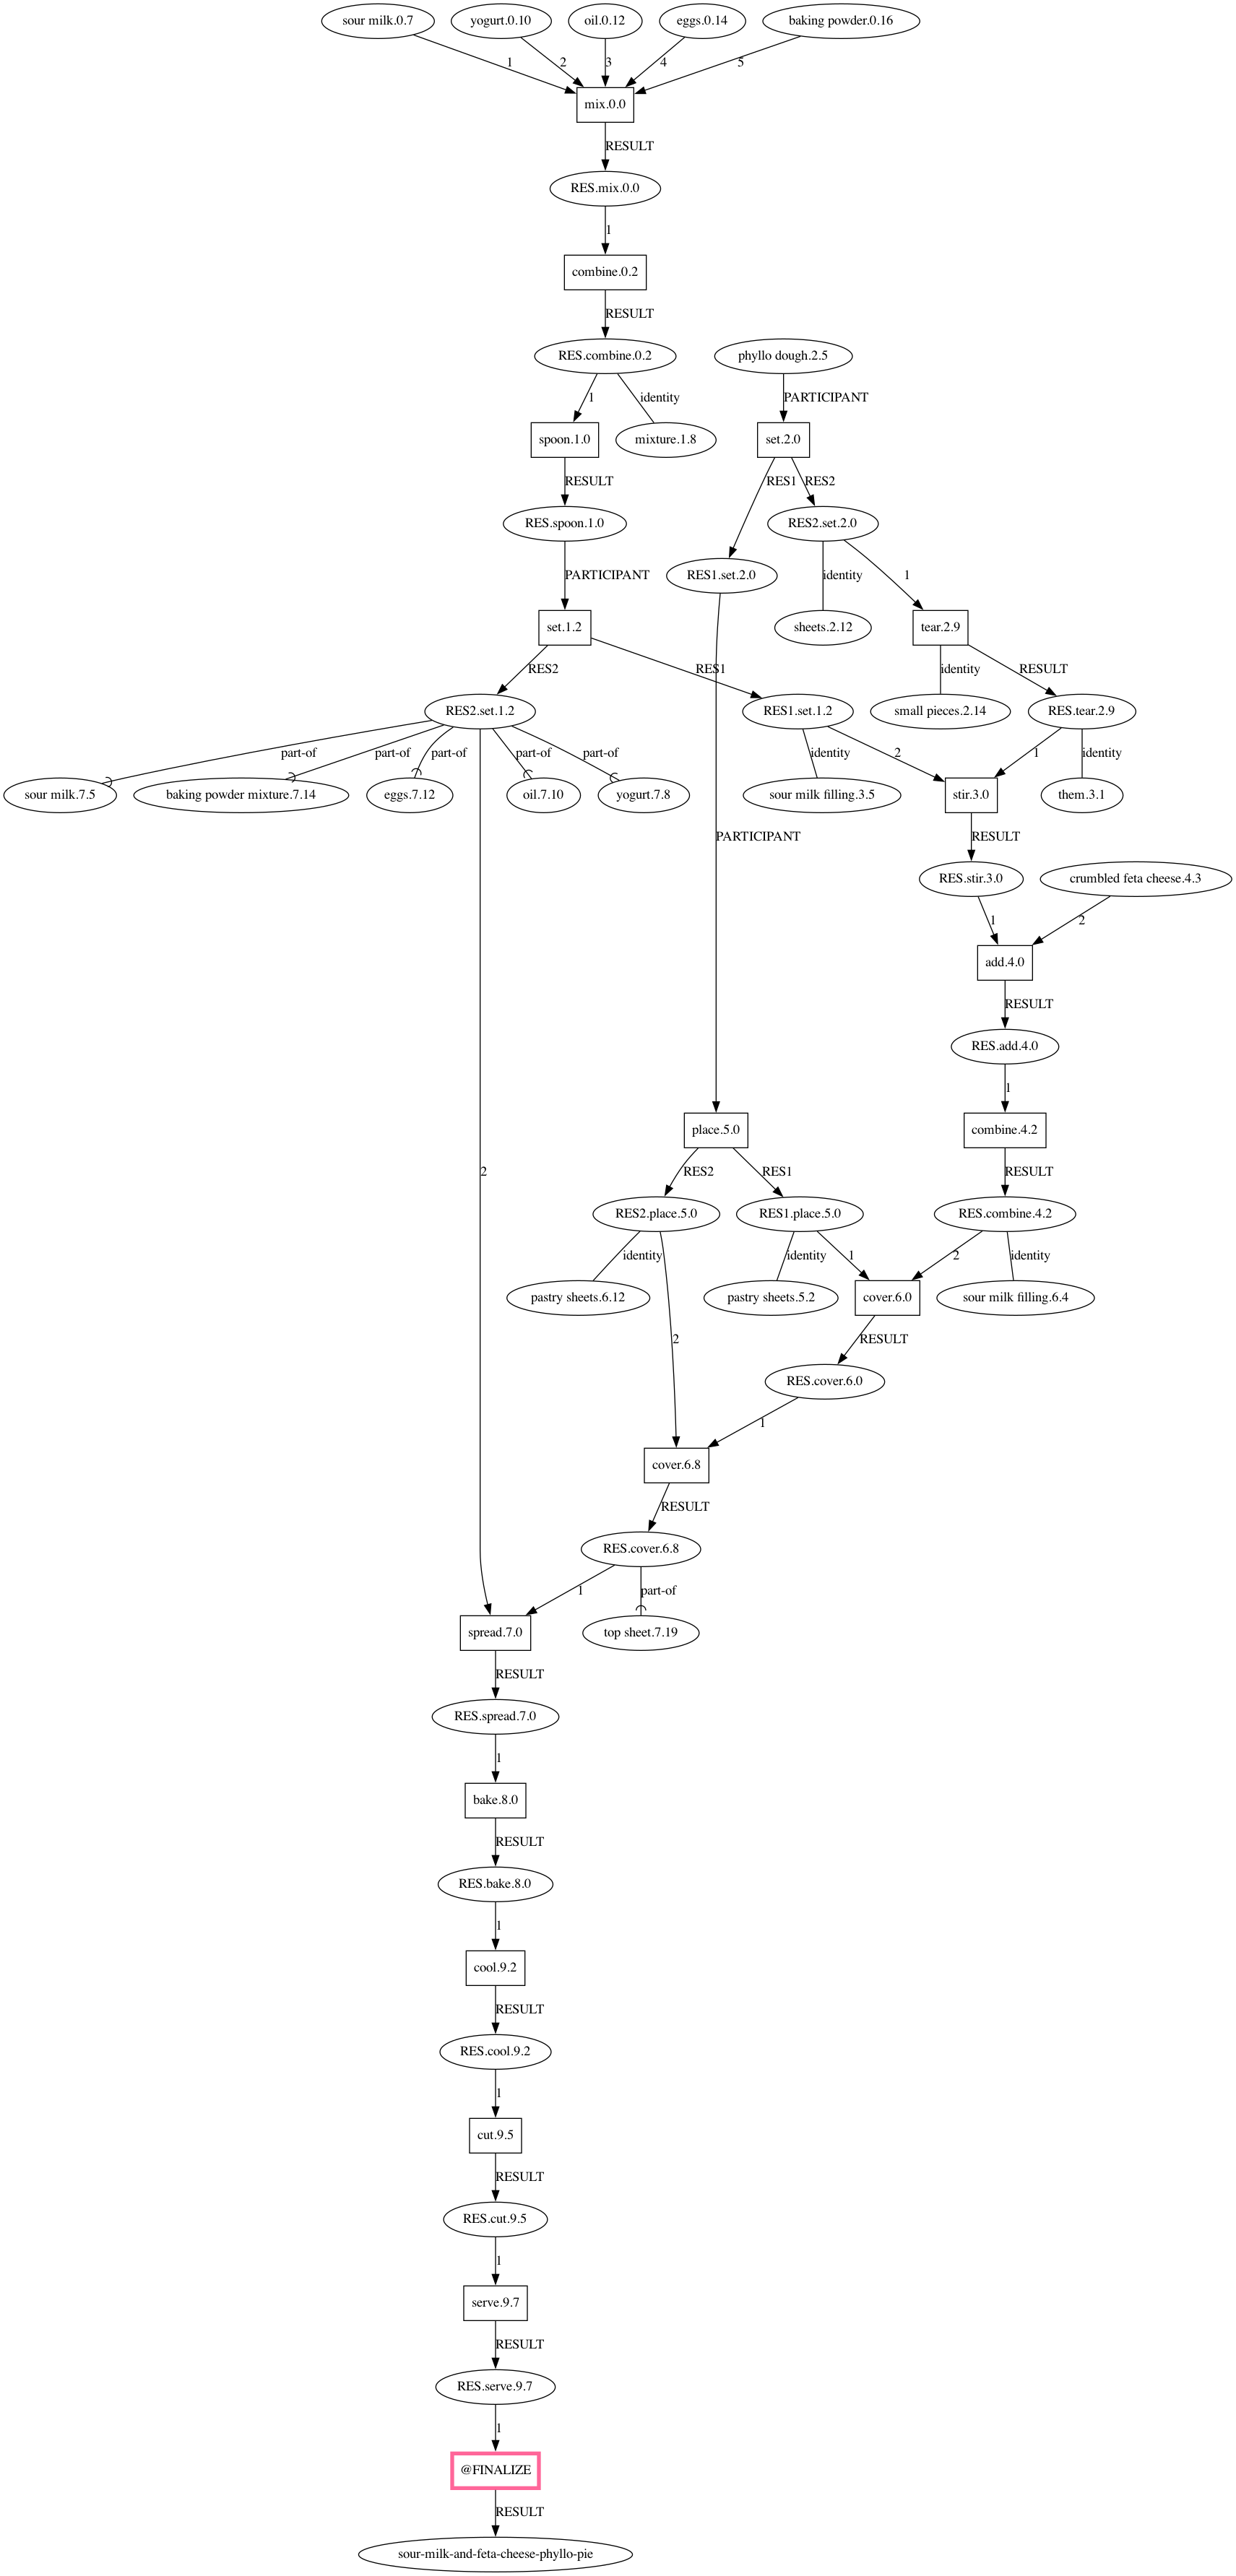 sour milk.0.7
yogurt.0.10
oil.0.12
eggs.0.14
baking powder.0.16
1
2
3
4
5
mix.0.0
RESULT
RES.mix.0.0
1
combine.0.2
RESULT
RES.combine.0.2
phyllo dough.2.5
1
identity
PARTICIPANT
spoon.1.0
mixture.1.8
set.2.0
RESULT
RES1
RES2
RES.spoon.1.0
RES2.set.2.0
PARTICIPANT
RES1.set.2.0
identity
1
set.1.2
sheets.2.12
tear.2.9
RES2
RES1
identity
RESULT
RES2.set.1.2
RES1.set.1.2
small pieces.2.14
RES.tear.2.9
part-of
part-of
part-of
part-of
part-of
identity
2
1
identity
sour milk.7.5
baking powder mixture.7.14
eggs.7.12
oil.7.10
yogurt.7.8
sour milk filling.3.5
stir.3.0
them.3.1
PARTICIPANT
RESULT
RES.stir.3.0
crumbled feta cheese.4.3
1
2
add.4.0
RESULT
RES.add.4.0
1
place.5.0
combine.4.2
2
RES2
RES1
RESULT
RES2.place.5.0
RES1.place.5.0
RES.combine.4.2
identity
identity
1
2
identity
pastry sheets.6.12
pastry sheets.5.2
cover.6.0
sour milk filling.6.4
2
RESULT
RES.cover.6.0
1
cover.6.8
RESULT
RES.cover.6.8
1
part-of
spread.7.0
top sheet.7.19
RESULT
RES.spread.7.0
1
bake.8.0
RESULT
RES.bake.8.0
1
cool.9.2
RESULT
RES.cool.9.2
1
cut.9.5
RESULT
RES.cut.9.5
1
serve.9.7
RESULT
RES.serve.9.7
1
@FINALIZE
RESULT
sour-milk-and-feta-cheese-phyllo-pie